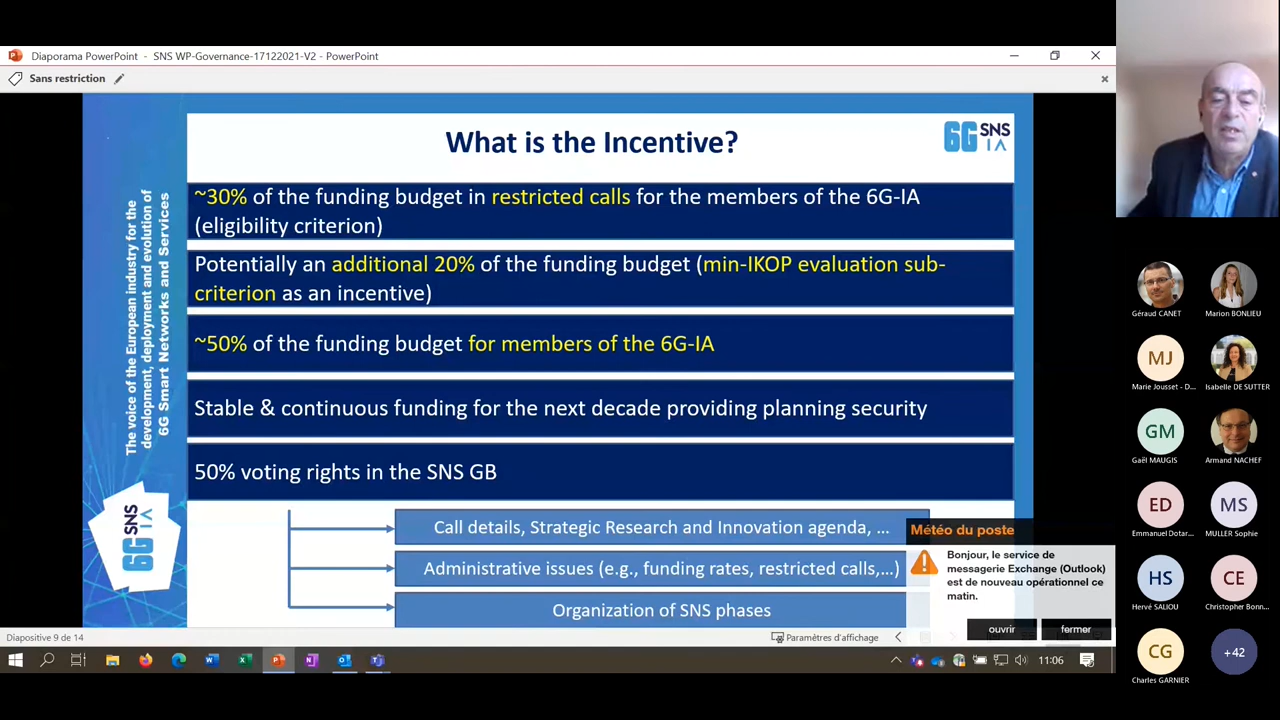 Diaporama PowerPoint - SNS WP-Governance-17122021-V2 - PowerPoint
Sans restriction
What is the Incentive?
6G SNS
IA
The voice of the European industry for the
development, deployment and evolution of
6G Smart Networks and Services
~30% of the funding budget in restricted calls for the members of the 6G-IA
(eligibility criterion)
Potentially an additional 20% of the funding budget (min-IKOP evaluation sub-
criterion as an incentive)
~50% of the funding budget for members of the 6G-IA
Stable & continuous funding for the next decade providing planning security
50% voting rights in the SNS GB
Call details, Strategic Research and Innovation agenda, ...
Administrative issues (e.g., funding rates, restricted calls,...)
Organization of SNS phases
6G SNS
IA
Météo du poste
Bonjour, le service de
messagerie Exchange (Outlook)
est de nouveau opérationnel ce
matin.
ouvrir
fermer
Diapositive 9 de 14
Paramètres d'affichage
11:06
Géraud CANET
Marion BONLIEU
MJ
Marie Jousset - D...
Isabelle DE SUTTER
GM
Gaël MAUGIS
Armand NACHEF
ED
Emmanuel Dotar...
MS
MULLER Sophie
HS
Hervé SALIOU
CE
Christopher Bonn...
CG
Charles GARNIER
+42